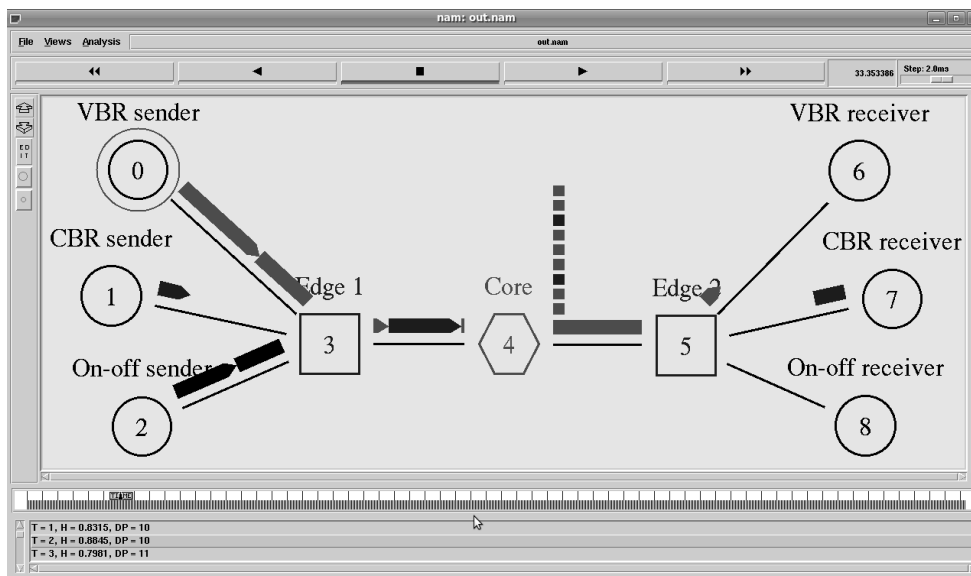 nam: out.nam
File Views Analysis out.nam
33.353386 Step: 2.0ms
ED
IT
VBR sender VBR receiver
0 6
CBR sender CBR receiver
1 Edge 1 Core Edge 2 7
3 4 5
On-off sender On-off receiver
2 8
TIME
T = 1, H = 0.8315, DP = 10
T = 2, H = 0.8845, DP = 10
T = 3, H = 0.7981, DP = 11